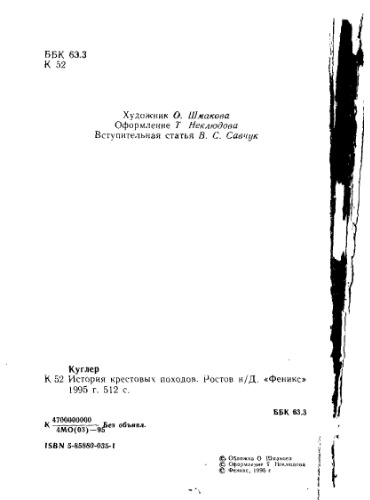 ББК 63.3
К 52
Художник О. Шмакова
Оформление Т Неклюдова
Вступительная статья В. С. Савчук
Куглер
К 52 История крестовых походов. Ростов н/Д. «Феникс»
1995 г. 512 с.
ББК 63.3
К 4700000000
4МО(03)—95 Без объявл.
ISBN 5-85880-035-1
© Обложка О Шмакова
© Оформление Т Неклюдова
© Феникс, 1995 г